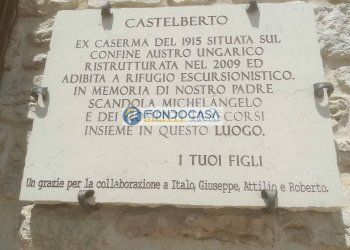 CASTELBERTO
EX CASERMA DEL 1915 SITUATA SUL
CONFINE AUSTRO UNGARICO
RISTRUTTURATA NEL 2009 ED
ADIBITA A RIFUGIO ESCURSIONISTICO.
IN MEMORIA DI NOSTRO PADRE
SCANDOLA MICHELANGELO
E DEI CORSI
FONDOCASA
INSIEME IN QUESTO LUOGO.
I TUOI FIGLI
Un grazie per la collaborazione a Italo, Giuseppe, Attilio e Roberto.